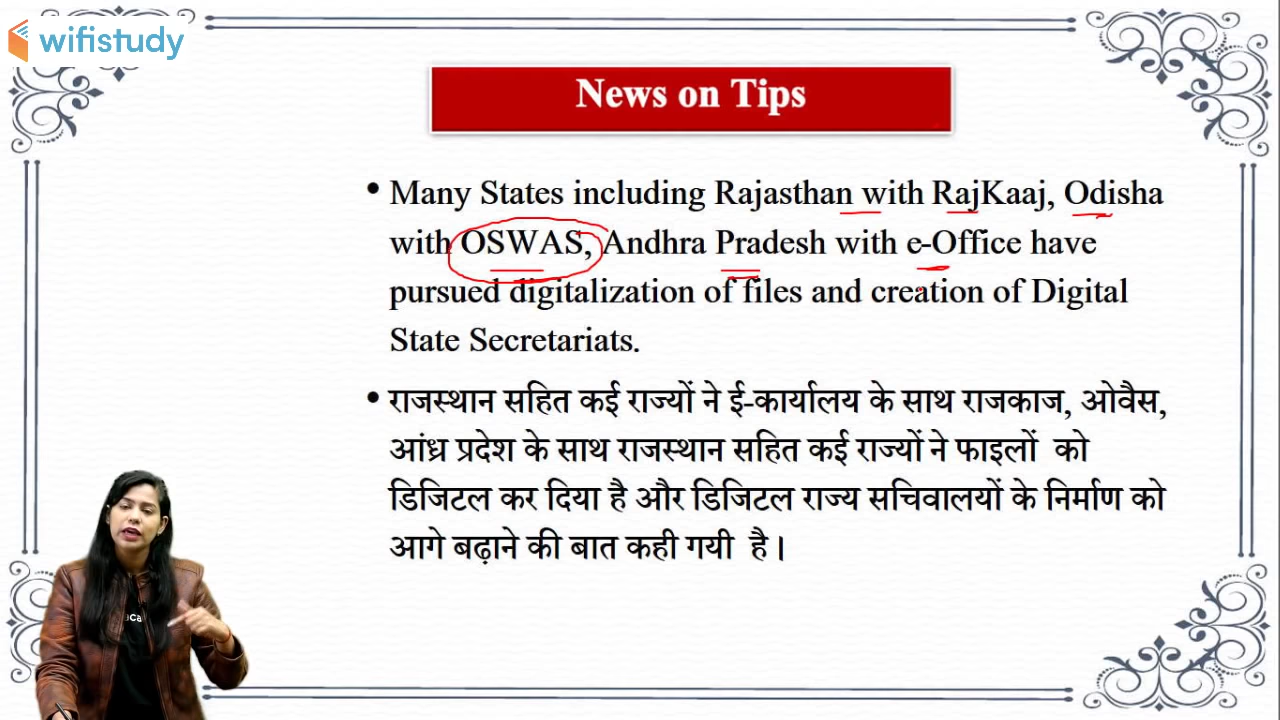 wifistudy
News on Tips
• Many States including Rajasthan with RajKaaj, Odisha
with OSWAS, Andhra Pradesh with e-Office have
pursued digitalization of files and creation of Digital
State Secretariats.
• राजस्थान सहित कई राज्यों ने ई-कार्यालय के साथ राजकाज, ओवैस,
आंध्र प्रदेश के साथ राजस्थान सहित कई राज्यों ने फाइलों को
डिजिटल कर दिया है और डिजिटल राज्य सचिवालयों के निर्माण को
आगे बढ़ाने की बात कही गयी है।